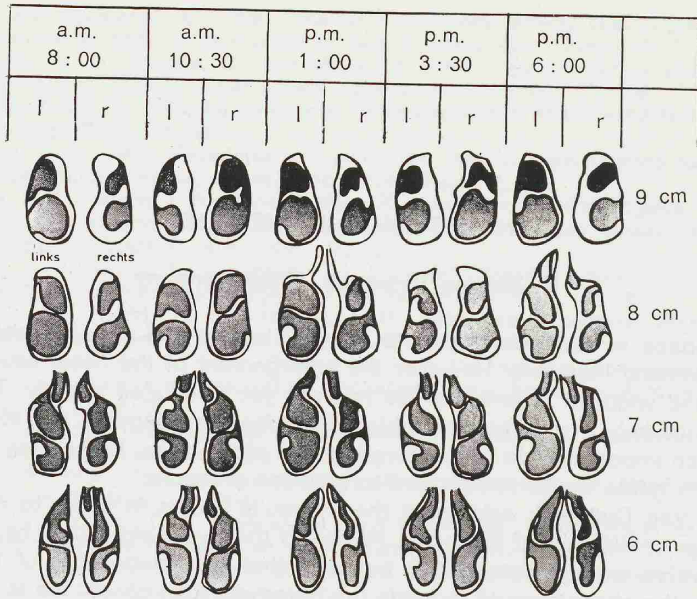 a.m. a.m. p.m. p.m. p.m.
8 : 00 10 : 30 1 : 00 3 : 30 6 : 00
l r l r l r l r l r
9 cm
links rechts
8 cm
7 cm
6 cm